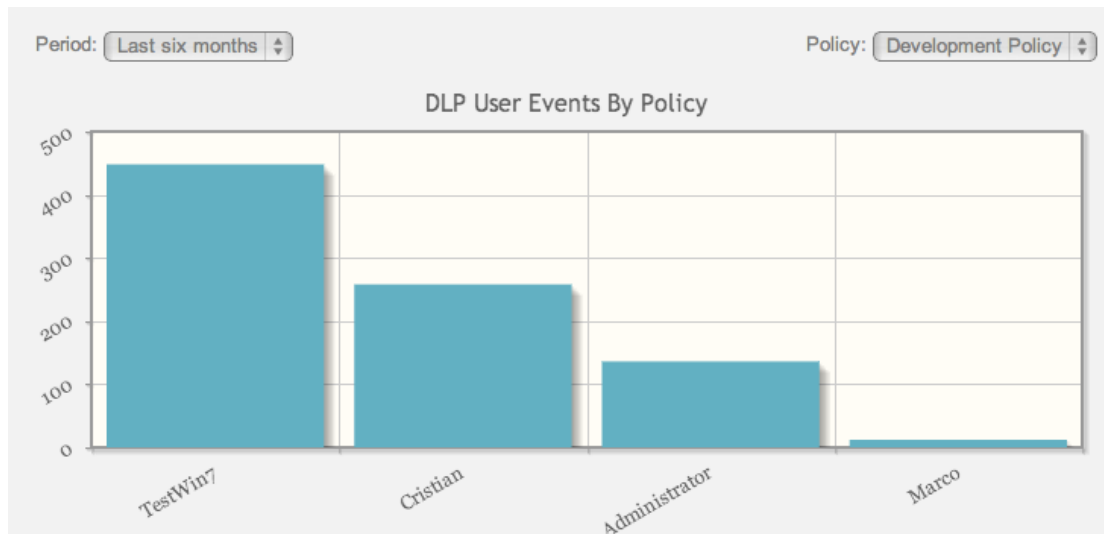 Period: Last six months
Policy: Development Policy
DLP User Events By Policy
500
400
300
200
100
0
TestWin7
Cristian
Administrator
Marco